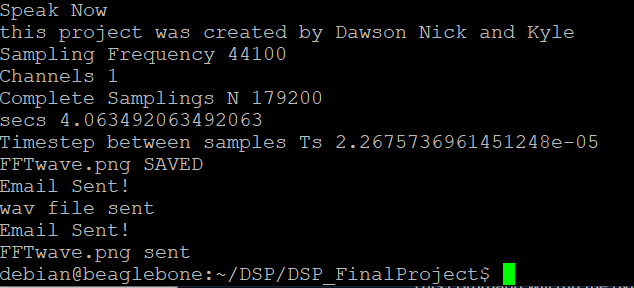 Speak Now
this project was created by Dawson Nick and Kyle
Sampling Frequency 44100
Channels 1
Complete Samplings N 179200
secs 4.063492063492063
Timestep between samples Ts 2.2675736961451248e-05
FFTwave.png SAVED
Email Sent!
wav file sent
Email Sent!
FFTwave.png sent
debian@beaglebone:~/DSP/DSP_FinalProject$